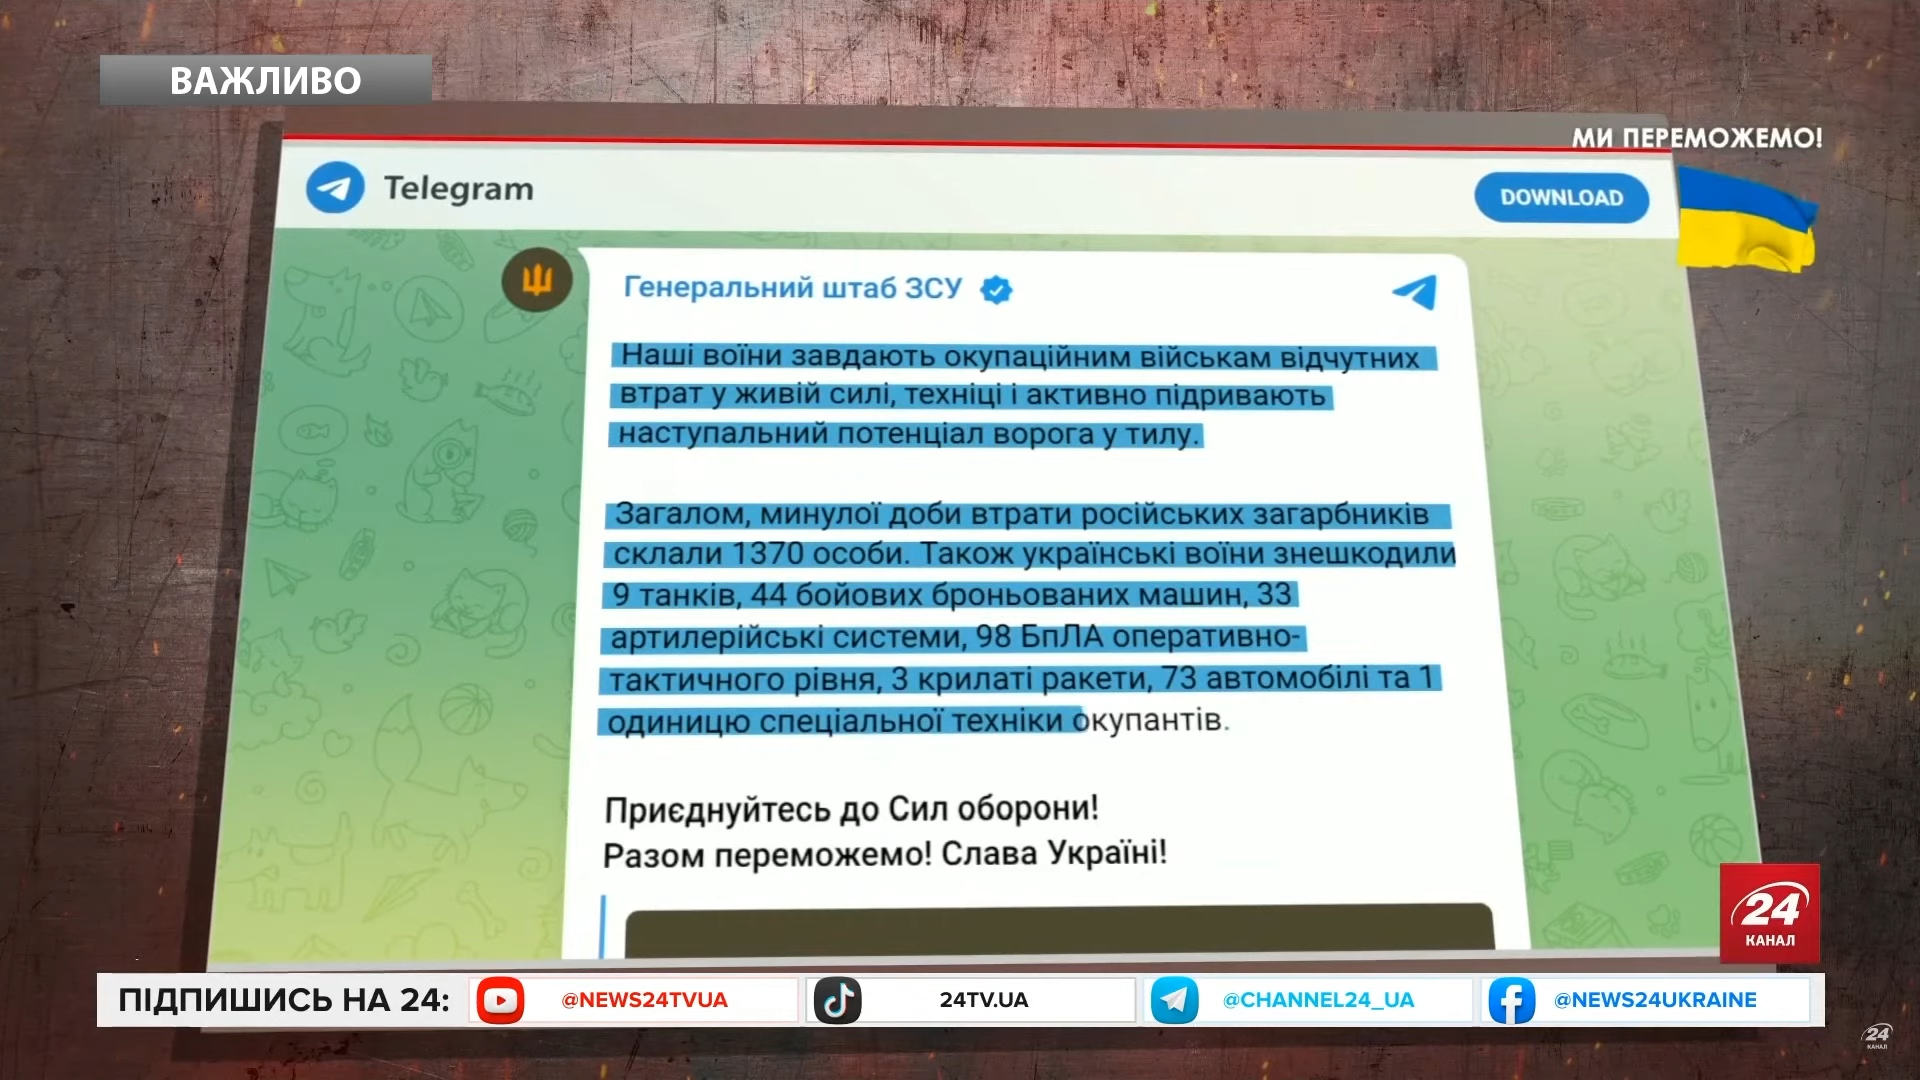 ВАЖЛИВО
МИ ПЕРЕМОЖЕМО!
Telegram
DOWNLOAD
Генеральний штаб ЗСУ
Наші воїни завдають окупаційним військам відчутних
втрат у живій силі, техніці і активно підривають
наступальний потенціал ворога у тилу.
Загалом, минулої доби втрати російських загарбників
склали 1370 особи. Також українські воїни знешкодили
9 танків, 44 бойових броньованих машин, 33
артилерійські системи, 98 БпЛА оперативно-
тактичного рівня, 3 крилаті ракети, 73 автомобілі та 1
одиницю спеціальної техніки окупантів.
Приєднуйтесь до Сил оборони!
Разом переможемо! Слава Україні!
24
КАНАЛ
ПІДПИШИСЬ НА 24:
@NEWS24TVUA
24TV.UA
@CHANNEL24_UA
@NEWS24UKRAINE
24
КАНАЛ